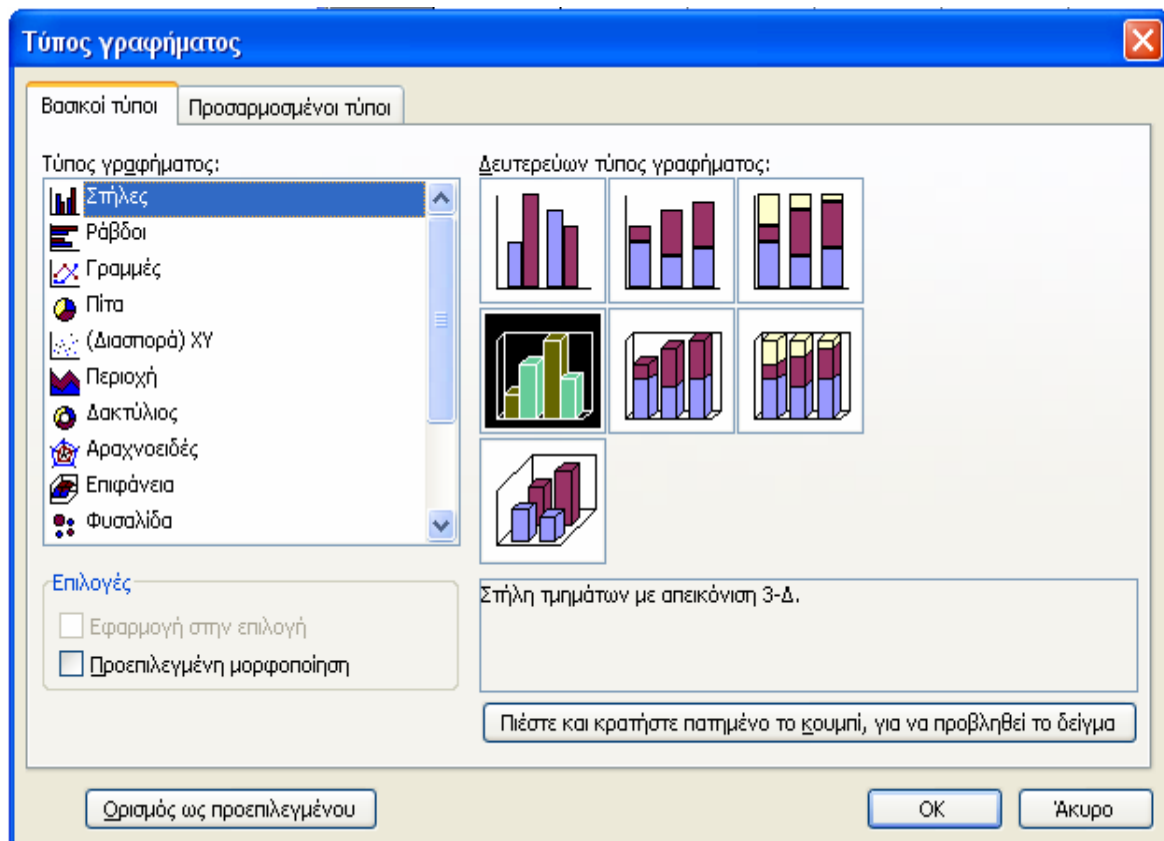 Τύπος γραφήματος
Βασικοί τύποι
Προσαρμοσμένοι τύποι
Τύπος γραφήματος:
Στήλες
Ράβδοι
Γραμμές
Πίτα
(Διασπορά) XY
Περιοχή
Δακτύλιος
Αραχνοειδές
Επιφάνεια
Φυσαλίδα
Δευτερεύων τύπος γραφήματος:
Επιλογές
Εφαρμογή στην επιλογή
Προεπιλεγμένη μορφοποίηση
Στήλη τμημάτων με απεικόνιση 3-Δ.
Πιέστε και κρατήστε πατημένο το κουμπί, για να προβληθεί το δείγμα
Ορισμός ως προεπιλεγμένου
OK
Άκυρο